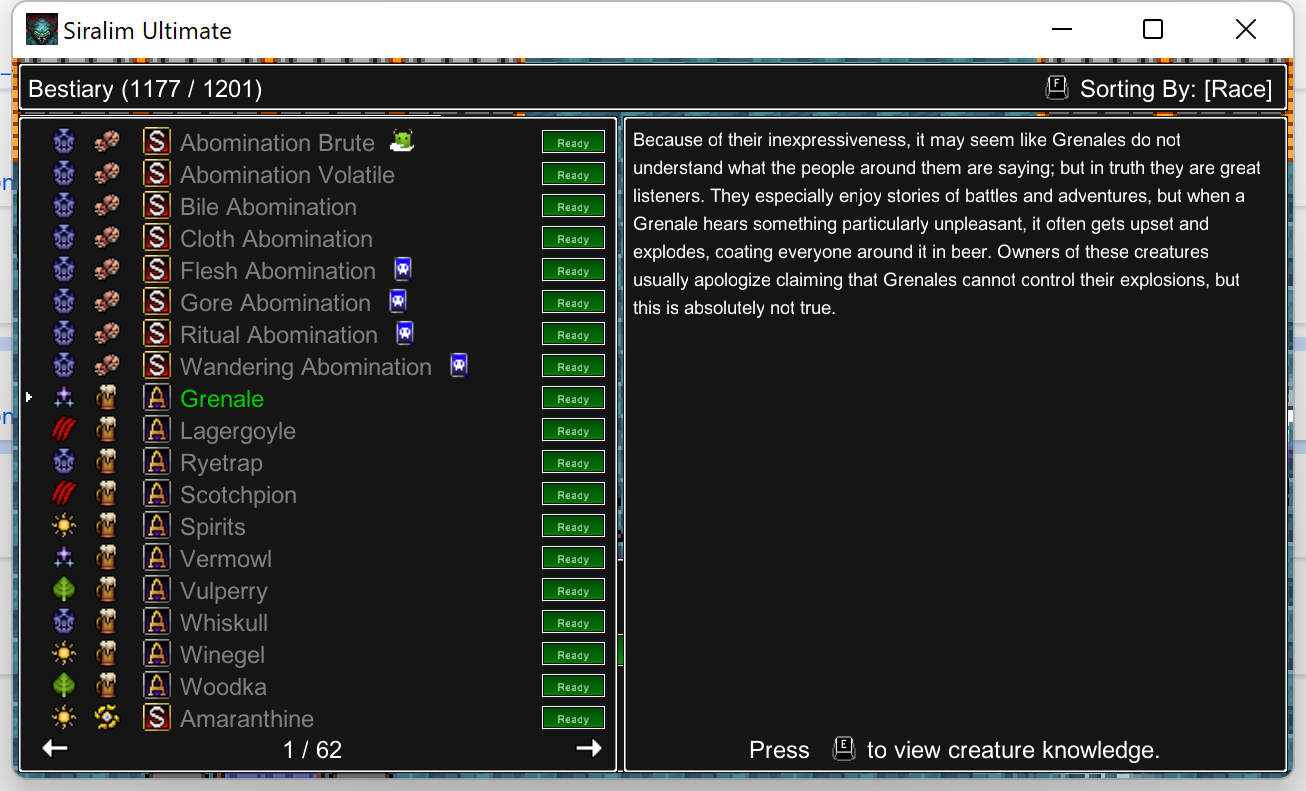 Siralim Ultimate
Bestiary (1177 / 1201)
F Sorting By: [Race]
S Abomination Brute Ready
S Abomination Volatile Ready
S Bile Abomination Ready
S Cloth Abomination Ready
S Flesh Abomination Ready
S Gore Abomination Ready
S Ritual Abomination Ready
S Wandering Abomination Ready
A Grenale Ready
A Lagergoyle Ready
A Ryetrap Ready
A Scotchpion Ready
A Spirits Ready
A Vermowl Ready
A Vulperry Ready
A Whiskull Ready
A Winegel Ready
A Woodka Ready
S Amaranthine Ready
1 / 62
Because of their inexpressiveness, it may seem like Grenales do not
understand what the people around them are saying; but in truth they are great
listeners. They especially enjoy stories of battles and adventures, but when a
Grenale hears something particularly unpleasant, it often gets upset and
explodes, coating everyone around it in beer. Owners of these creatures
usually apologize claiming that Grenales cannot control their explosions, but
this is absolutely not true.
Press E to view creature knowledge.